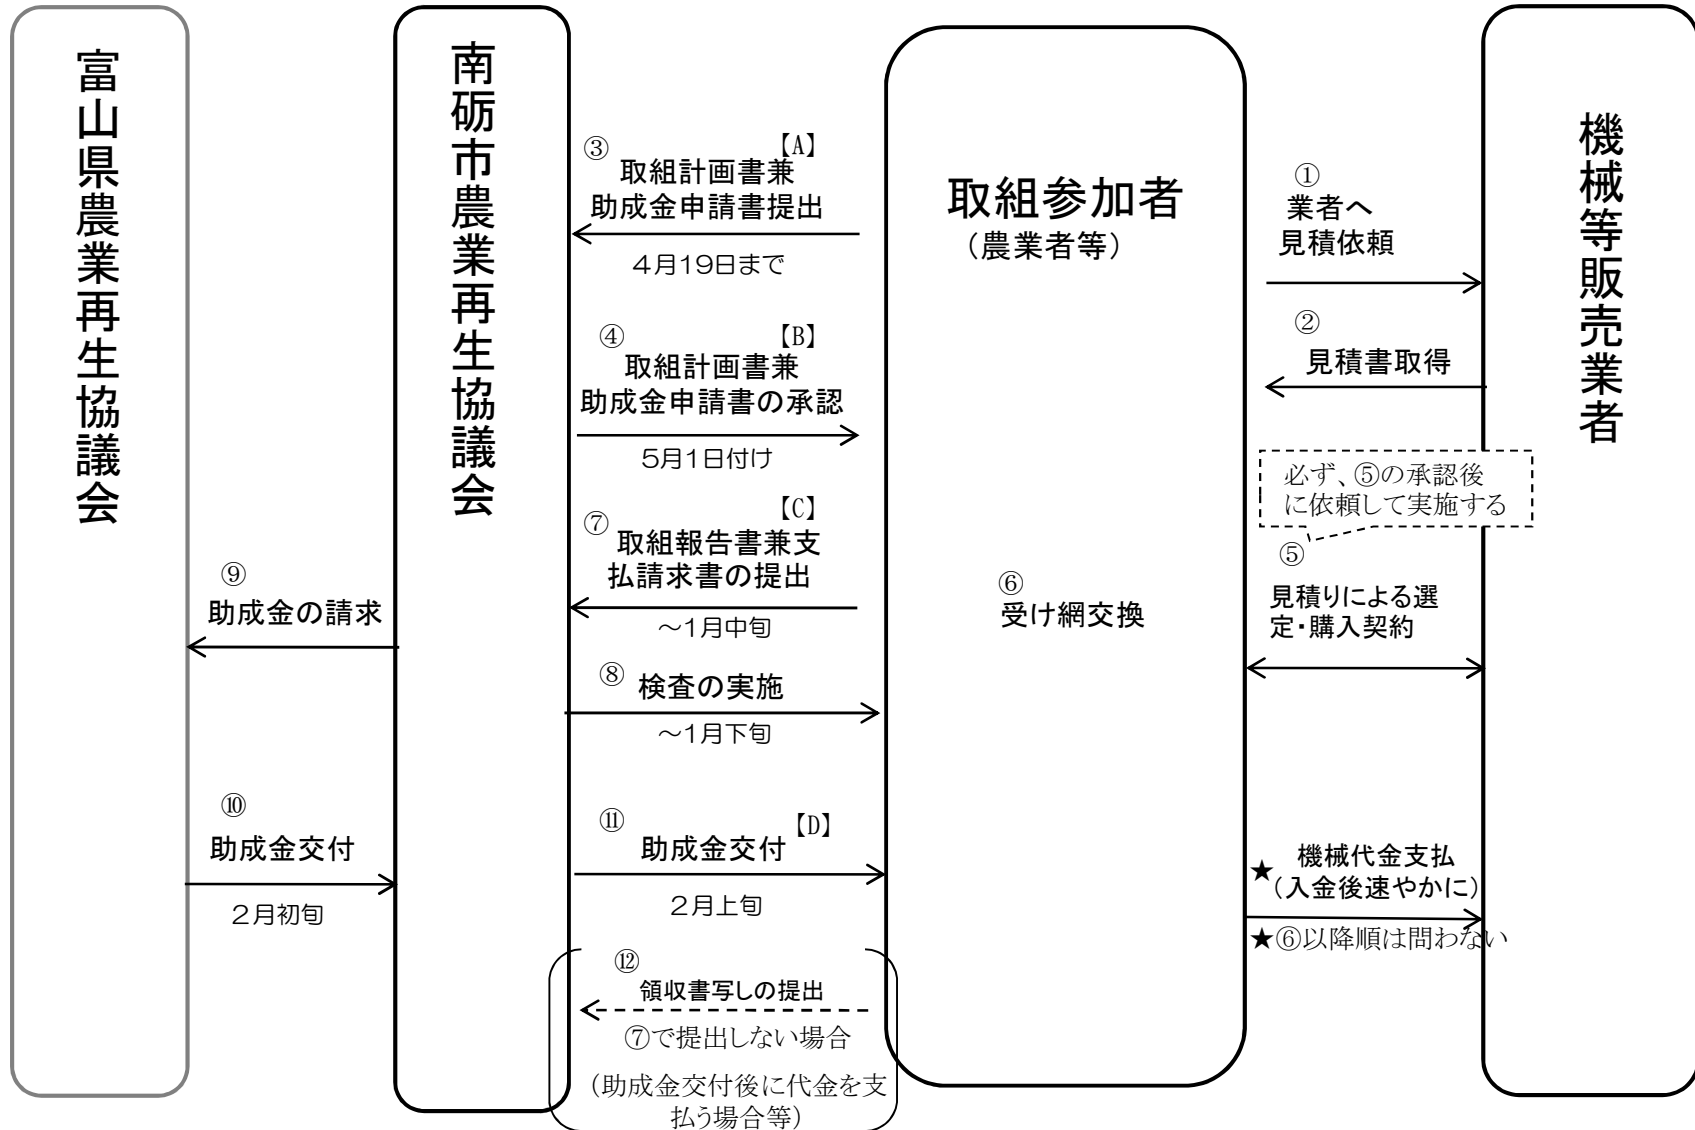 富山県農業再生協議会
⑨
助成金の請求
⑩
助成金交付
2月初旬
南砺市農業再生協議会
③
【A】
取組計画書兼
助成金申請書提出
4月19日まで
④
【B】
取組計画書兼
助成金申請書の承認
5月1日付け
【C】
⑦
取組報告書兼支
払請求書の提出
～1月中旬
⑧
検査の実施
～1月下旬
⑪
【D】
助成金交付
2月上旬
⑫
領収書写しの提出
⑦で提出しない場合
（助成金交付後に代金を支
払う場合等）
取組参加者
（農業者等）
⑥
受け網交換
①
業者へ
見積依頼
②
見積書取得
必ず、⑤の承認後
に依頼して実施する
⑤
見積りによる選
定・購入契約
★
機械代金支払
（入金後速やかに）
★⑥以降順は問わない
機械等販売業者